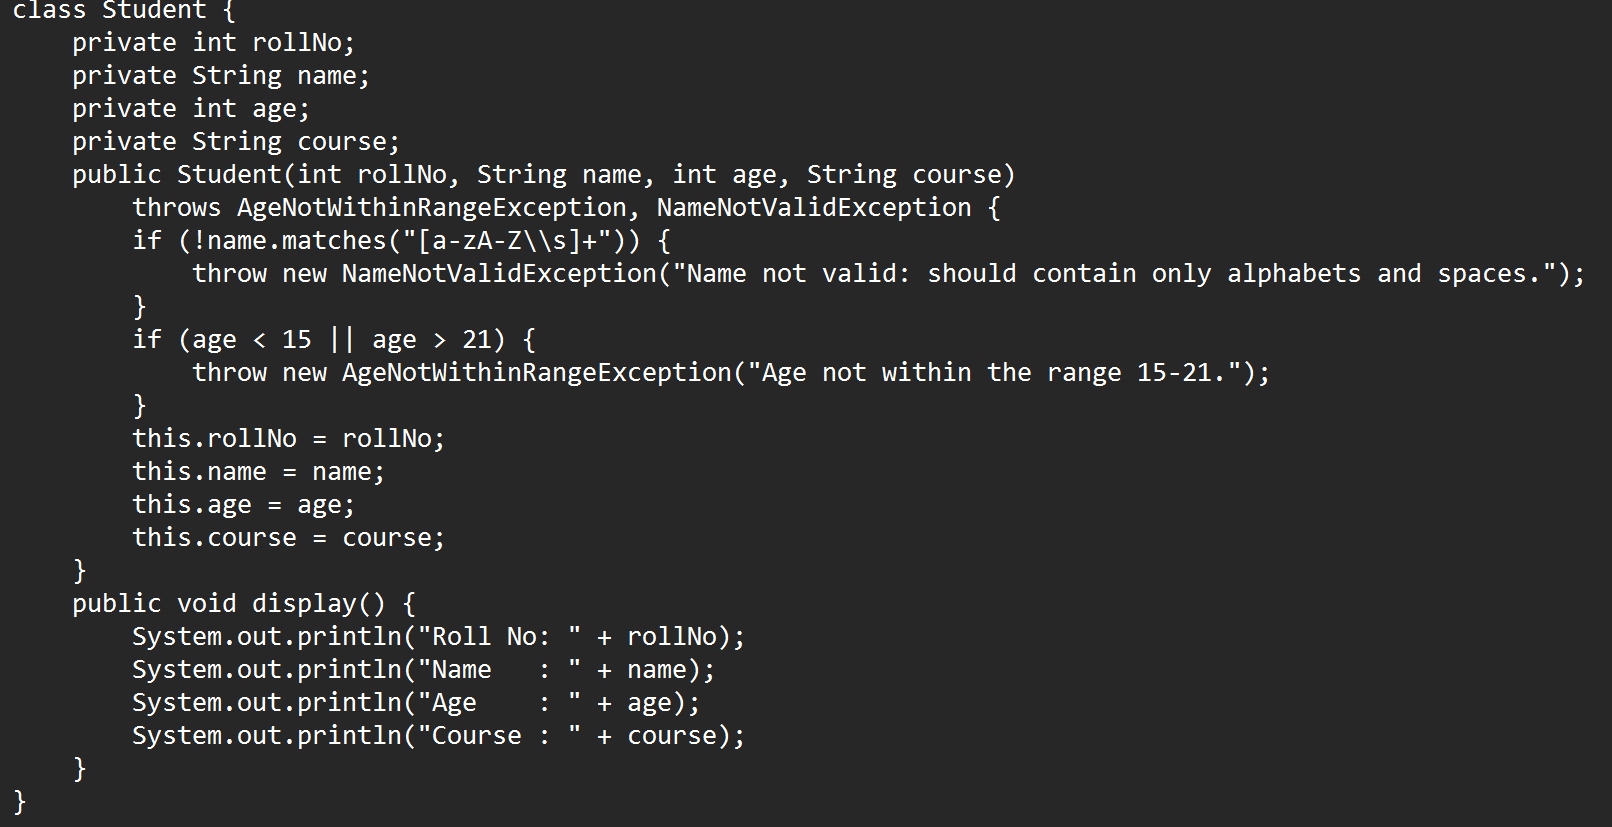 class Student {
    private int rollNo;
    private String name;
    private int age;
    private String course;
    public Student(int rollNo, String name, int age, String course)
        throws AgeNotWithinRangeException, NameNotValidException {
        if (!name.matches("[a-zA-Z\\s]+")) {
            throw new NameNotValidException("Name not valid: should contain only alphabets and spaces.");
        }
        if (age < 15 || age > 21) {
            throw new AgeNotWithinRangeException("Age not within the range 15-21.");
        }
        this.rollNo = rollNo;
        this.name = name;
        this.age = age;
        this.course = course;
    }
    public void display() {
        System.out.println("Roll No: " + rollNo);
        System.out.println("Name   : " + name);
        System.out.println("Age    : " + age);
        System.out.println("Course : " + course);
    }
}